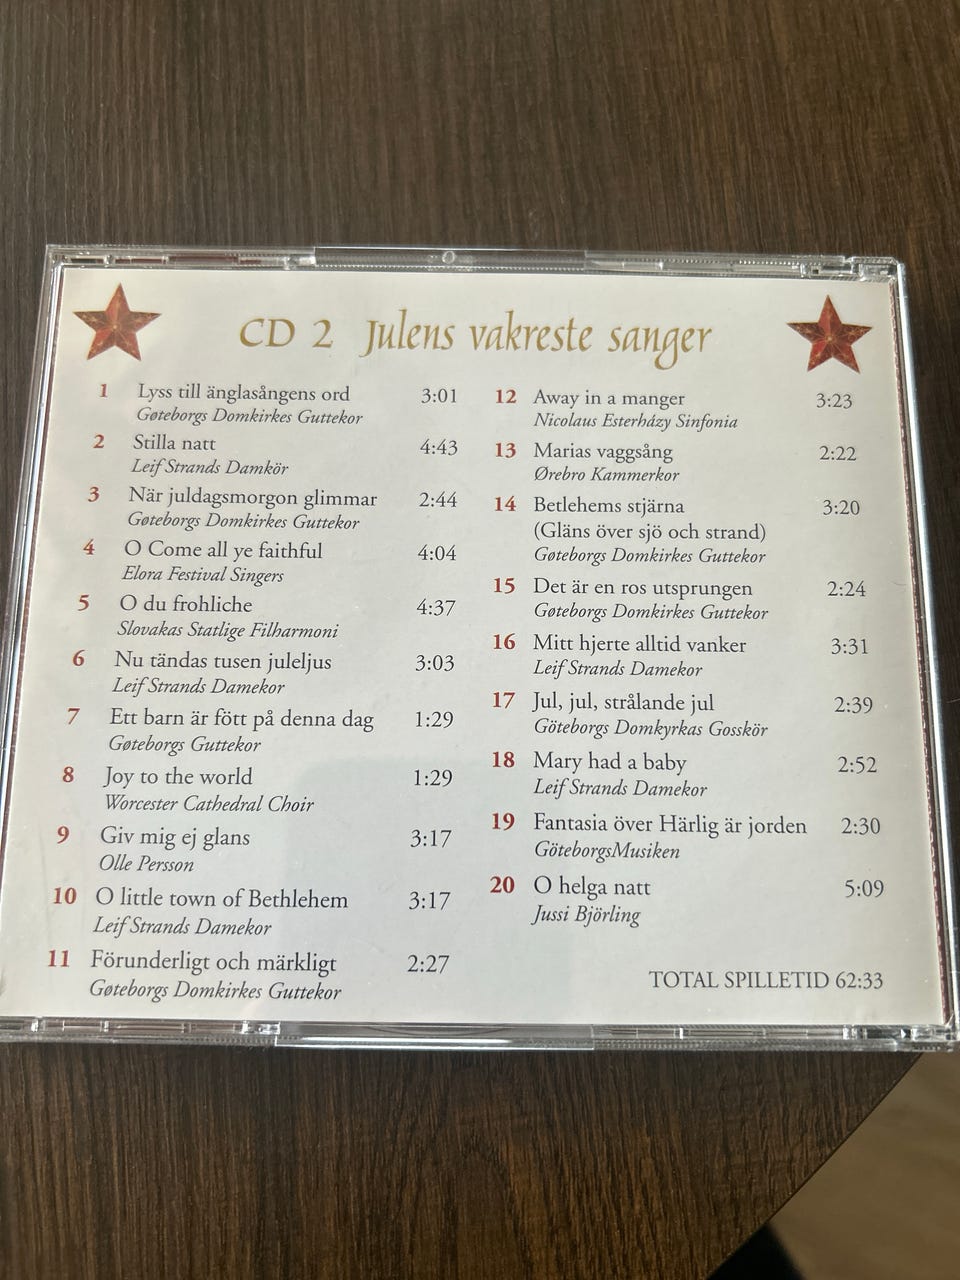 CD 2 Julens vakreste sanger
1 Lyss till änglasångens ord 3:01
Gøteborgs Domkirkes Guttekor
2 Stilla natt 4:43
Leif Strands Damkör
3 När juldagsmorgon glimmar 2:44
Gøteborgs Domkirkes Guttekor
4 O Come all ye faithful 4:04
Elora Festival Singers
5 O du frohliche 4:37
Slovakas Statlige Filharmoni
6 Nu tändas tusen juleljus 3:03
Leif Strands Damekor
7 Ett barn är fött på denna dag 1:29
Gøteborgs Guttekor
8 Joy to the world 1:29
Worcester Cathedral Choir
9 Giv mig ej glans 3:17
Olle Persson
10 O little town of Bethlehem 3:17
Leif Strands Damekor
11 Förunderligt och märkligt 2:27
Gøteborgs Domkirkes Guttekor
12 Away in a manger 3:23
Nicolaus Esterházy Sinfonia
13 Marias vaggsång 2:22
Ørebro Kammerkor
14 Betlehems stjärna 3:20
(Gläns över sjö och strand)
Gøteborgs Domkirkes Guttekor
15 Det är en ros utsprungen 2:24
Gøteborgs Domkirkes Guttekor
16 Mitt hjerte alltid vanker 3:31
Leif Strands Damekor
17 Jul, jul, strålande jul 2:39
Göteborgs Domkyrkas Gosskör
18 Mary had a baby 2:52
Leif Strands Damekor
19 Fantasia över Härlig är jorden 2:30
GöteborgsMusiken
20 O helga natt 5:09
Jussi Björling
TOTAL SPILLETID 62:33